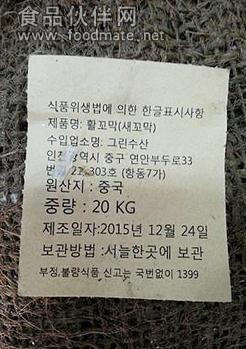 食品伙伴网
www.foodmate.net
식품위생법에 의한 한글표시사항
제품명: 활꼬막(새꼬막)
수입업소명: 그린수산
인천광역시 중구 연안부두로33
303호 (항동7가)
원산지 : 중국
중량 : 20 KG
제조일자:2015년 12월 24일
보관방법 : 서늘한곳에 보관
부정,불량식품 신고는 국번없이 1399